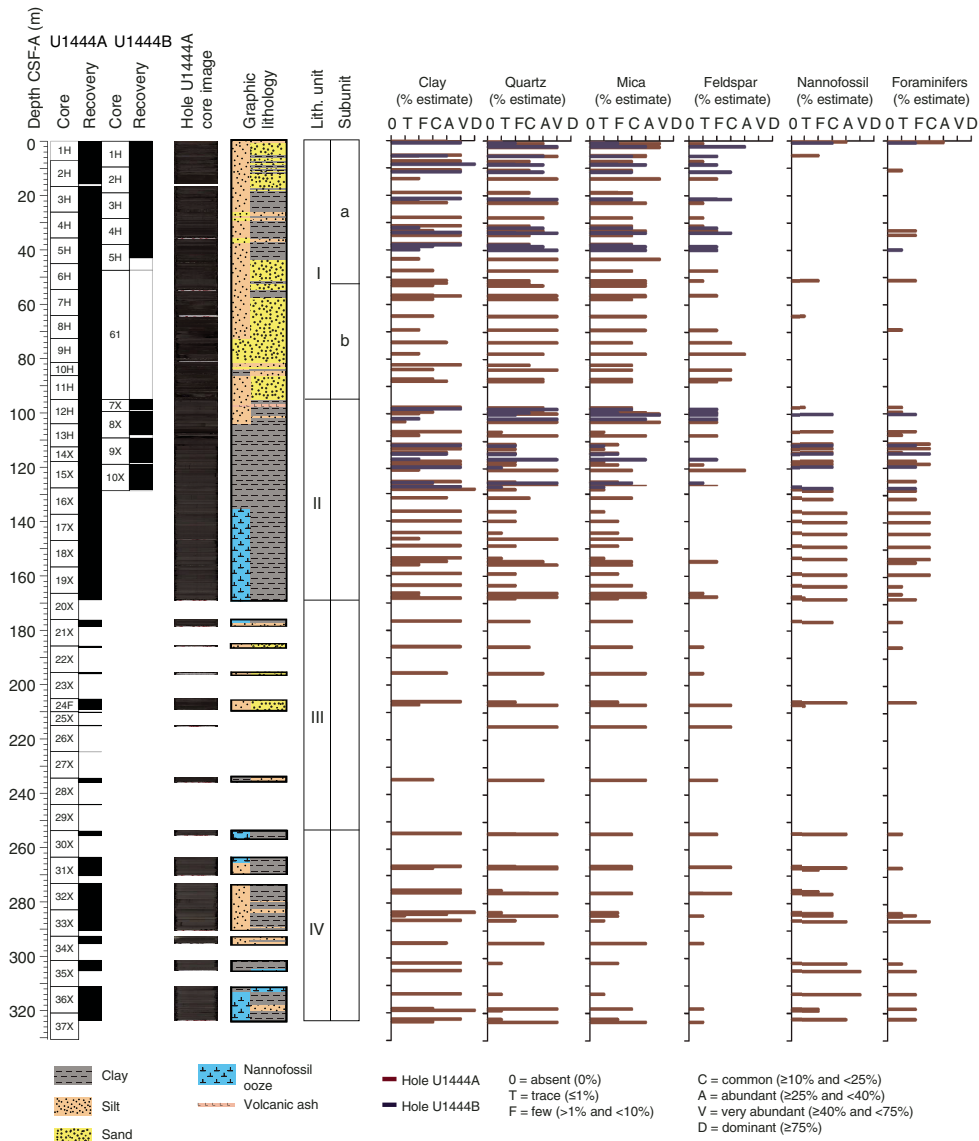 Depth CSF-A (m)
U1444A U1444B
Core
Recovery
Core
Recovery
Hole U1444A
core image
Graphic
lithology
Lith. unit
Subunit
Clay
(% estimate)
0 T F C A V D
Quartz
(% estimate)
0 T F C A V D
Mica
(% estimate)
0 T F C A V D
Feldspar
(% estimate)
0 T F C A V D
Nannofossil
(% estimate)
0 T F C A V D
Foraminifers
(% estimate)
0 T F C A V D
0
20
40
60
80
100
120
140
160
180
200
220
240
260
280
300
320
1H
2H
3H
4H
5H
6H
7H
8H
9H
10H
11H
12H
13H
14X
15X
16X
17X
18X
19X
20X
21X
22X
23X
24F
25X
26X
27X
28X
29X
30X
31X
32X
33X
34X
35X
36X
37X
1H
2H
3H
4H
5H
61
7X
8X
9X
10X
I
II
III
IV
a
b
Clay
Silt
Sand
Nannofossil
ooze
Volcanic ash
Hole U1444A
Hole U1444B
0 = absent (0%)
T = trace (≤1%)
F = few (>1% and <10%)
C = common (≥10% and <25%)
A = abundant (≥25% and <40%)
V = very abundant (≥40% and <75%)
D = dominant (≥75%)